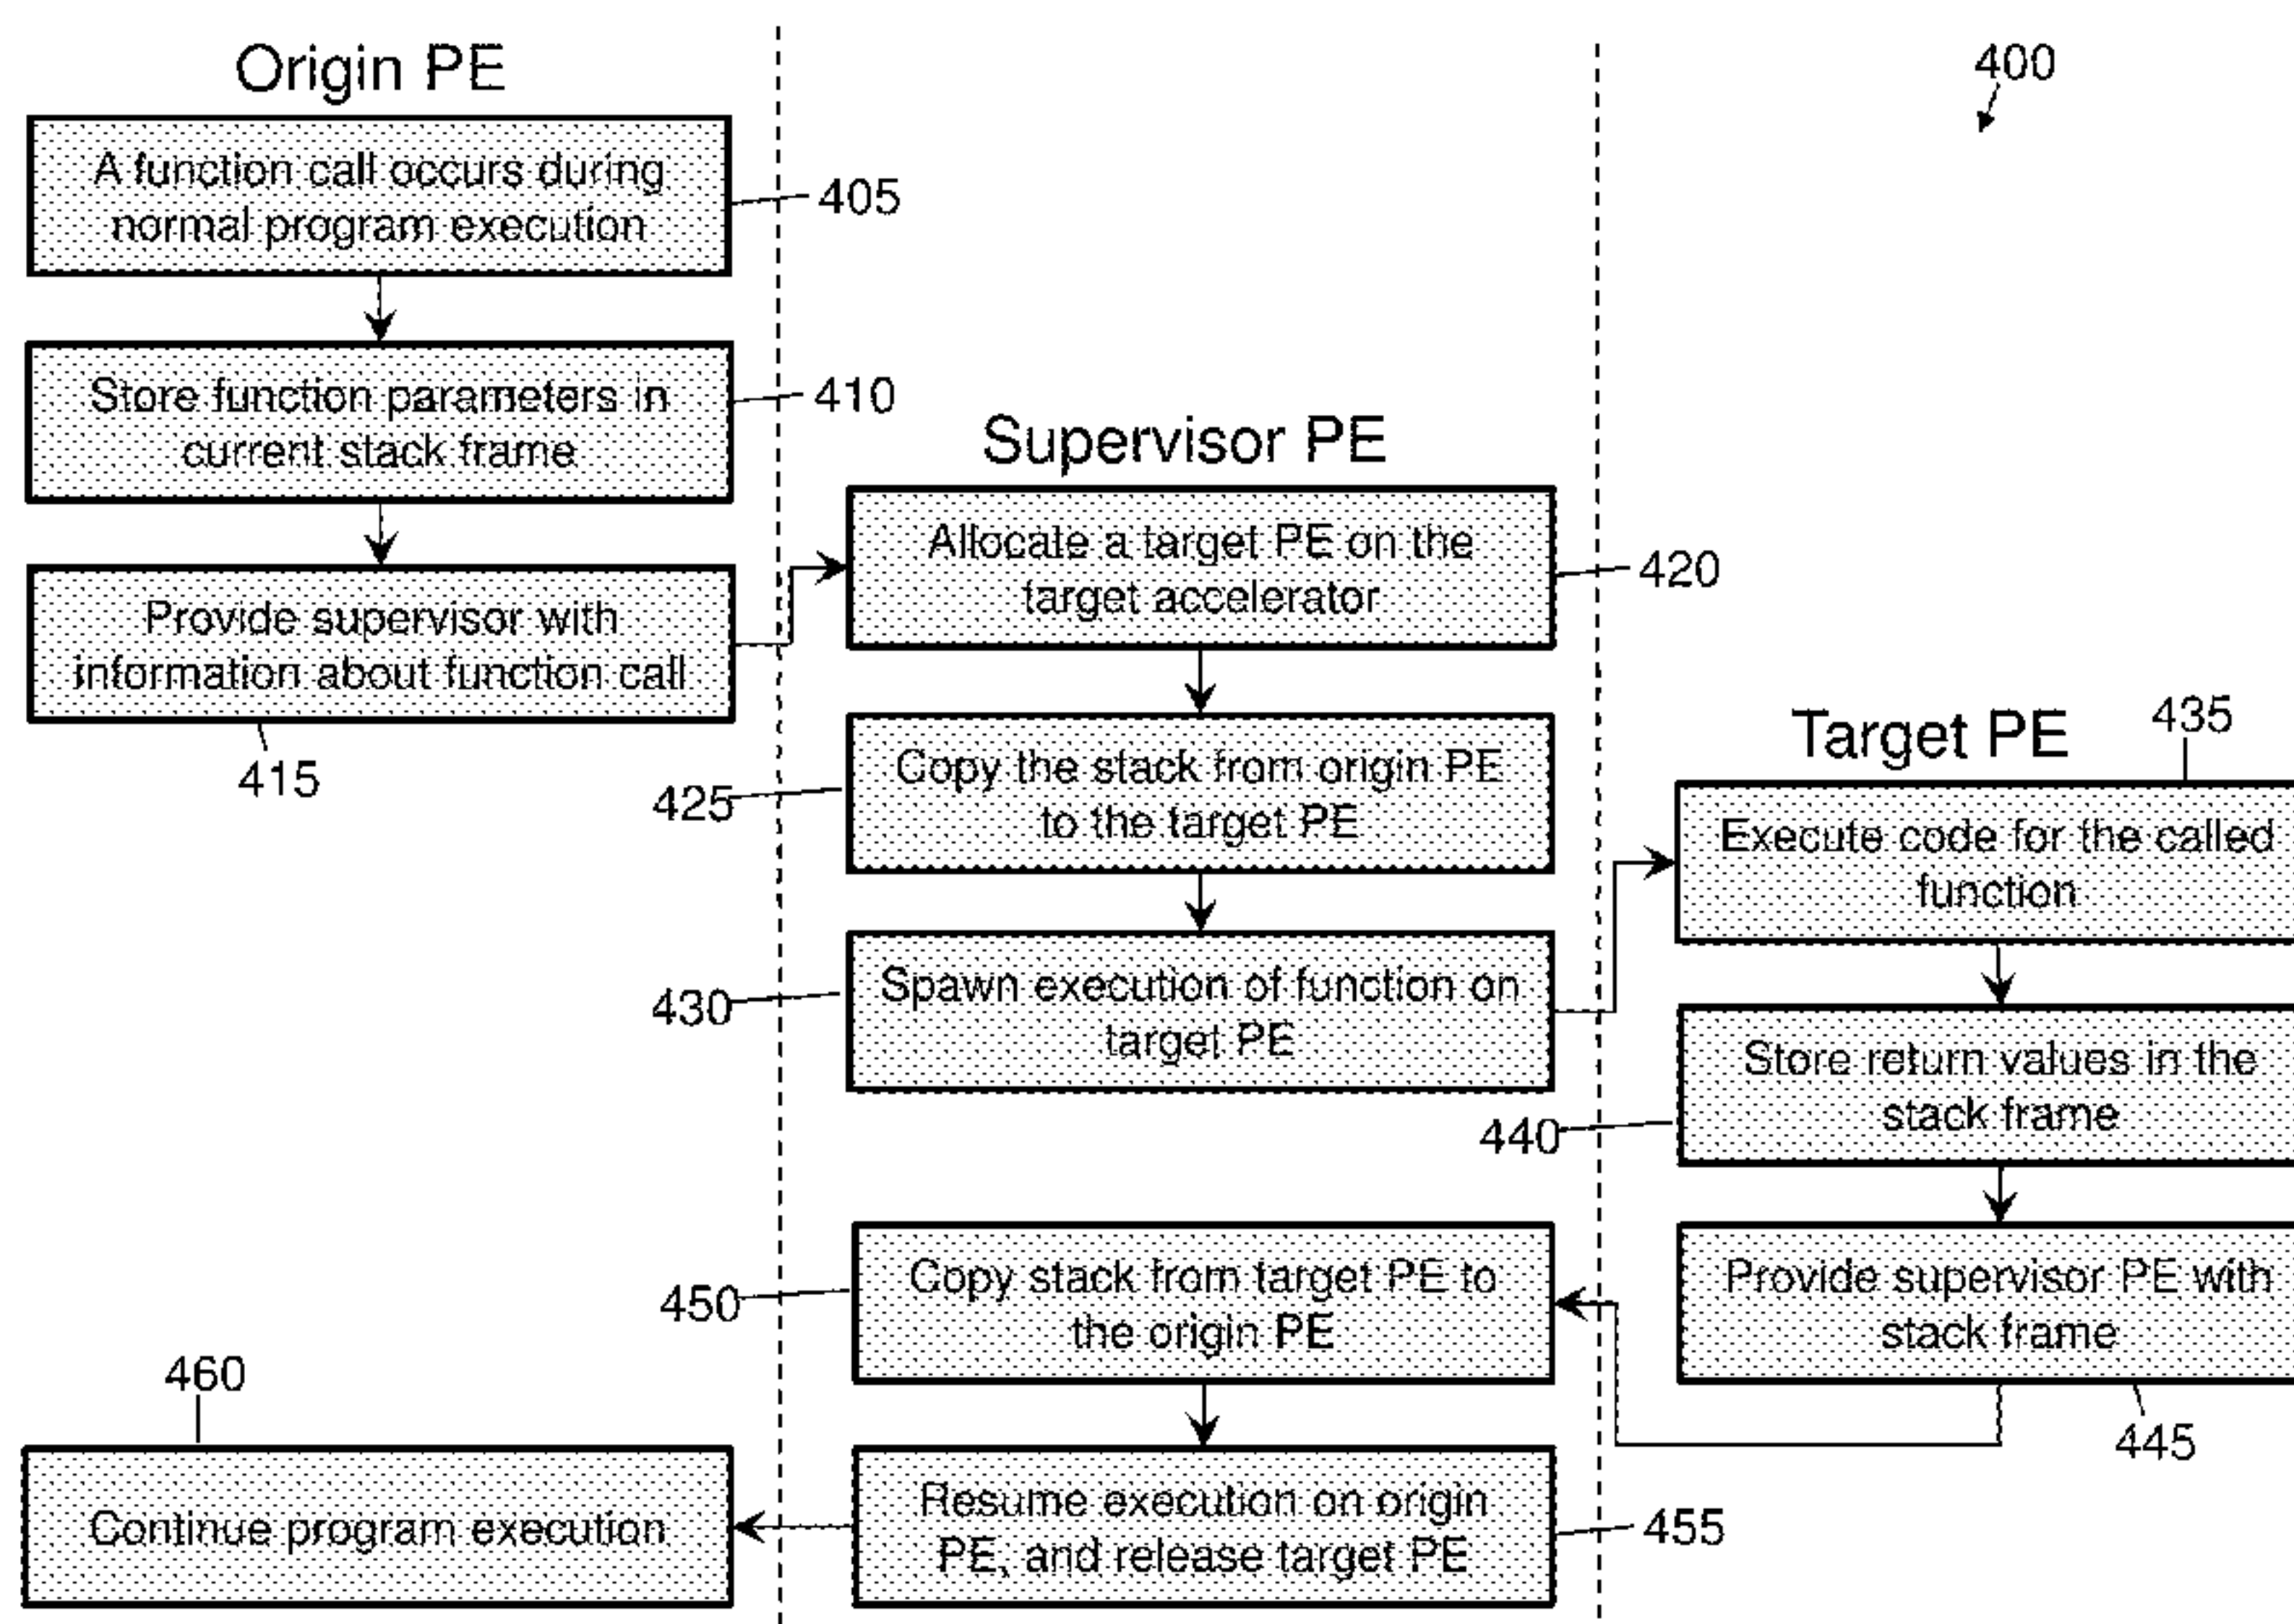 Origin PE
400
A function call occurs during
normal program execution
405
Store function parameters in
current stack frame
410
Provide supervisor with
information about function call
415
Supervisor PE
Allocate a target PE on the
target accelerator
420
Copy the stack from origin PE
to the target PE
425
Spawn execution of function on
target PE
430
Target PE
435
Execute code for the called
function
Store return values in the
stack frame
440
Provide supervisor PE with
stack frame
445
Copy stack from target PE to
the origin PE
450
Resume execution on origin
PE, and release target PE
455
460
Continue program execution